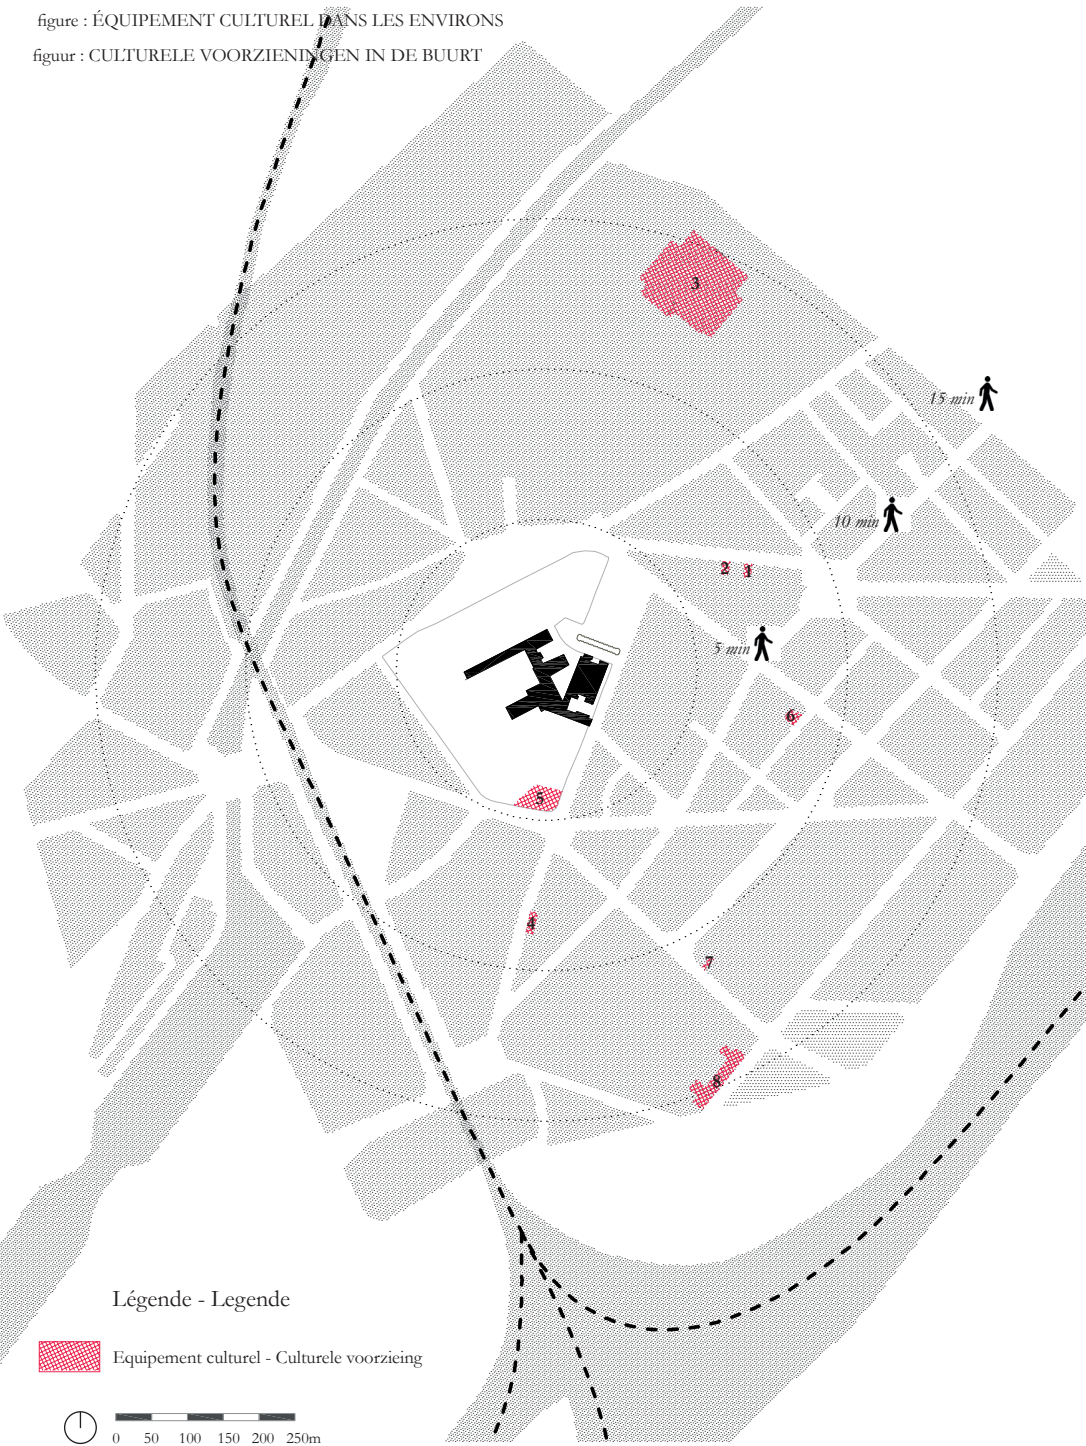 figure : ÉQUIPEMENT CULTUREL DANS LES ENVIRONS
figuur : CULTURELE VOORZIENINGEN IN DE BUURT
3
15 min
10 min
2 1
5 min
6
5
4
7
8
Légende - Legende
Equipement culturel - Culturele voorzieing
0 50 100 150 200 250m